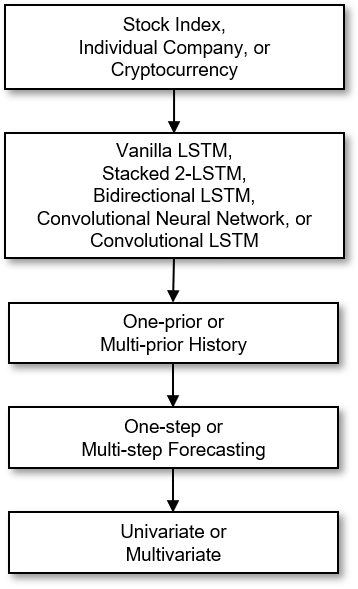 Stock Index,
Individual Company, or
Cryptocurrency
Vanilla LSTM,
Stacked 2-LSTM,
Bidirectional LSTM,
Convolutional Neural Network, or
Convolutional LSTM
One-prior or
Multi-prior History
One-step or
Multi-step Forecasting
Univariate or
Multivariate